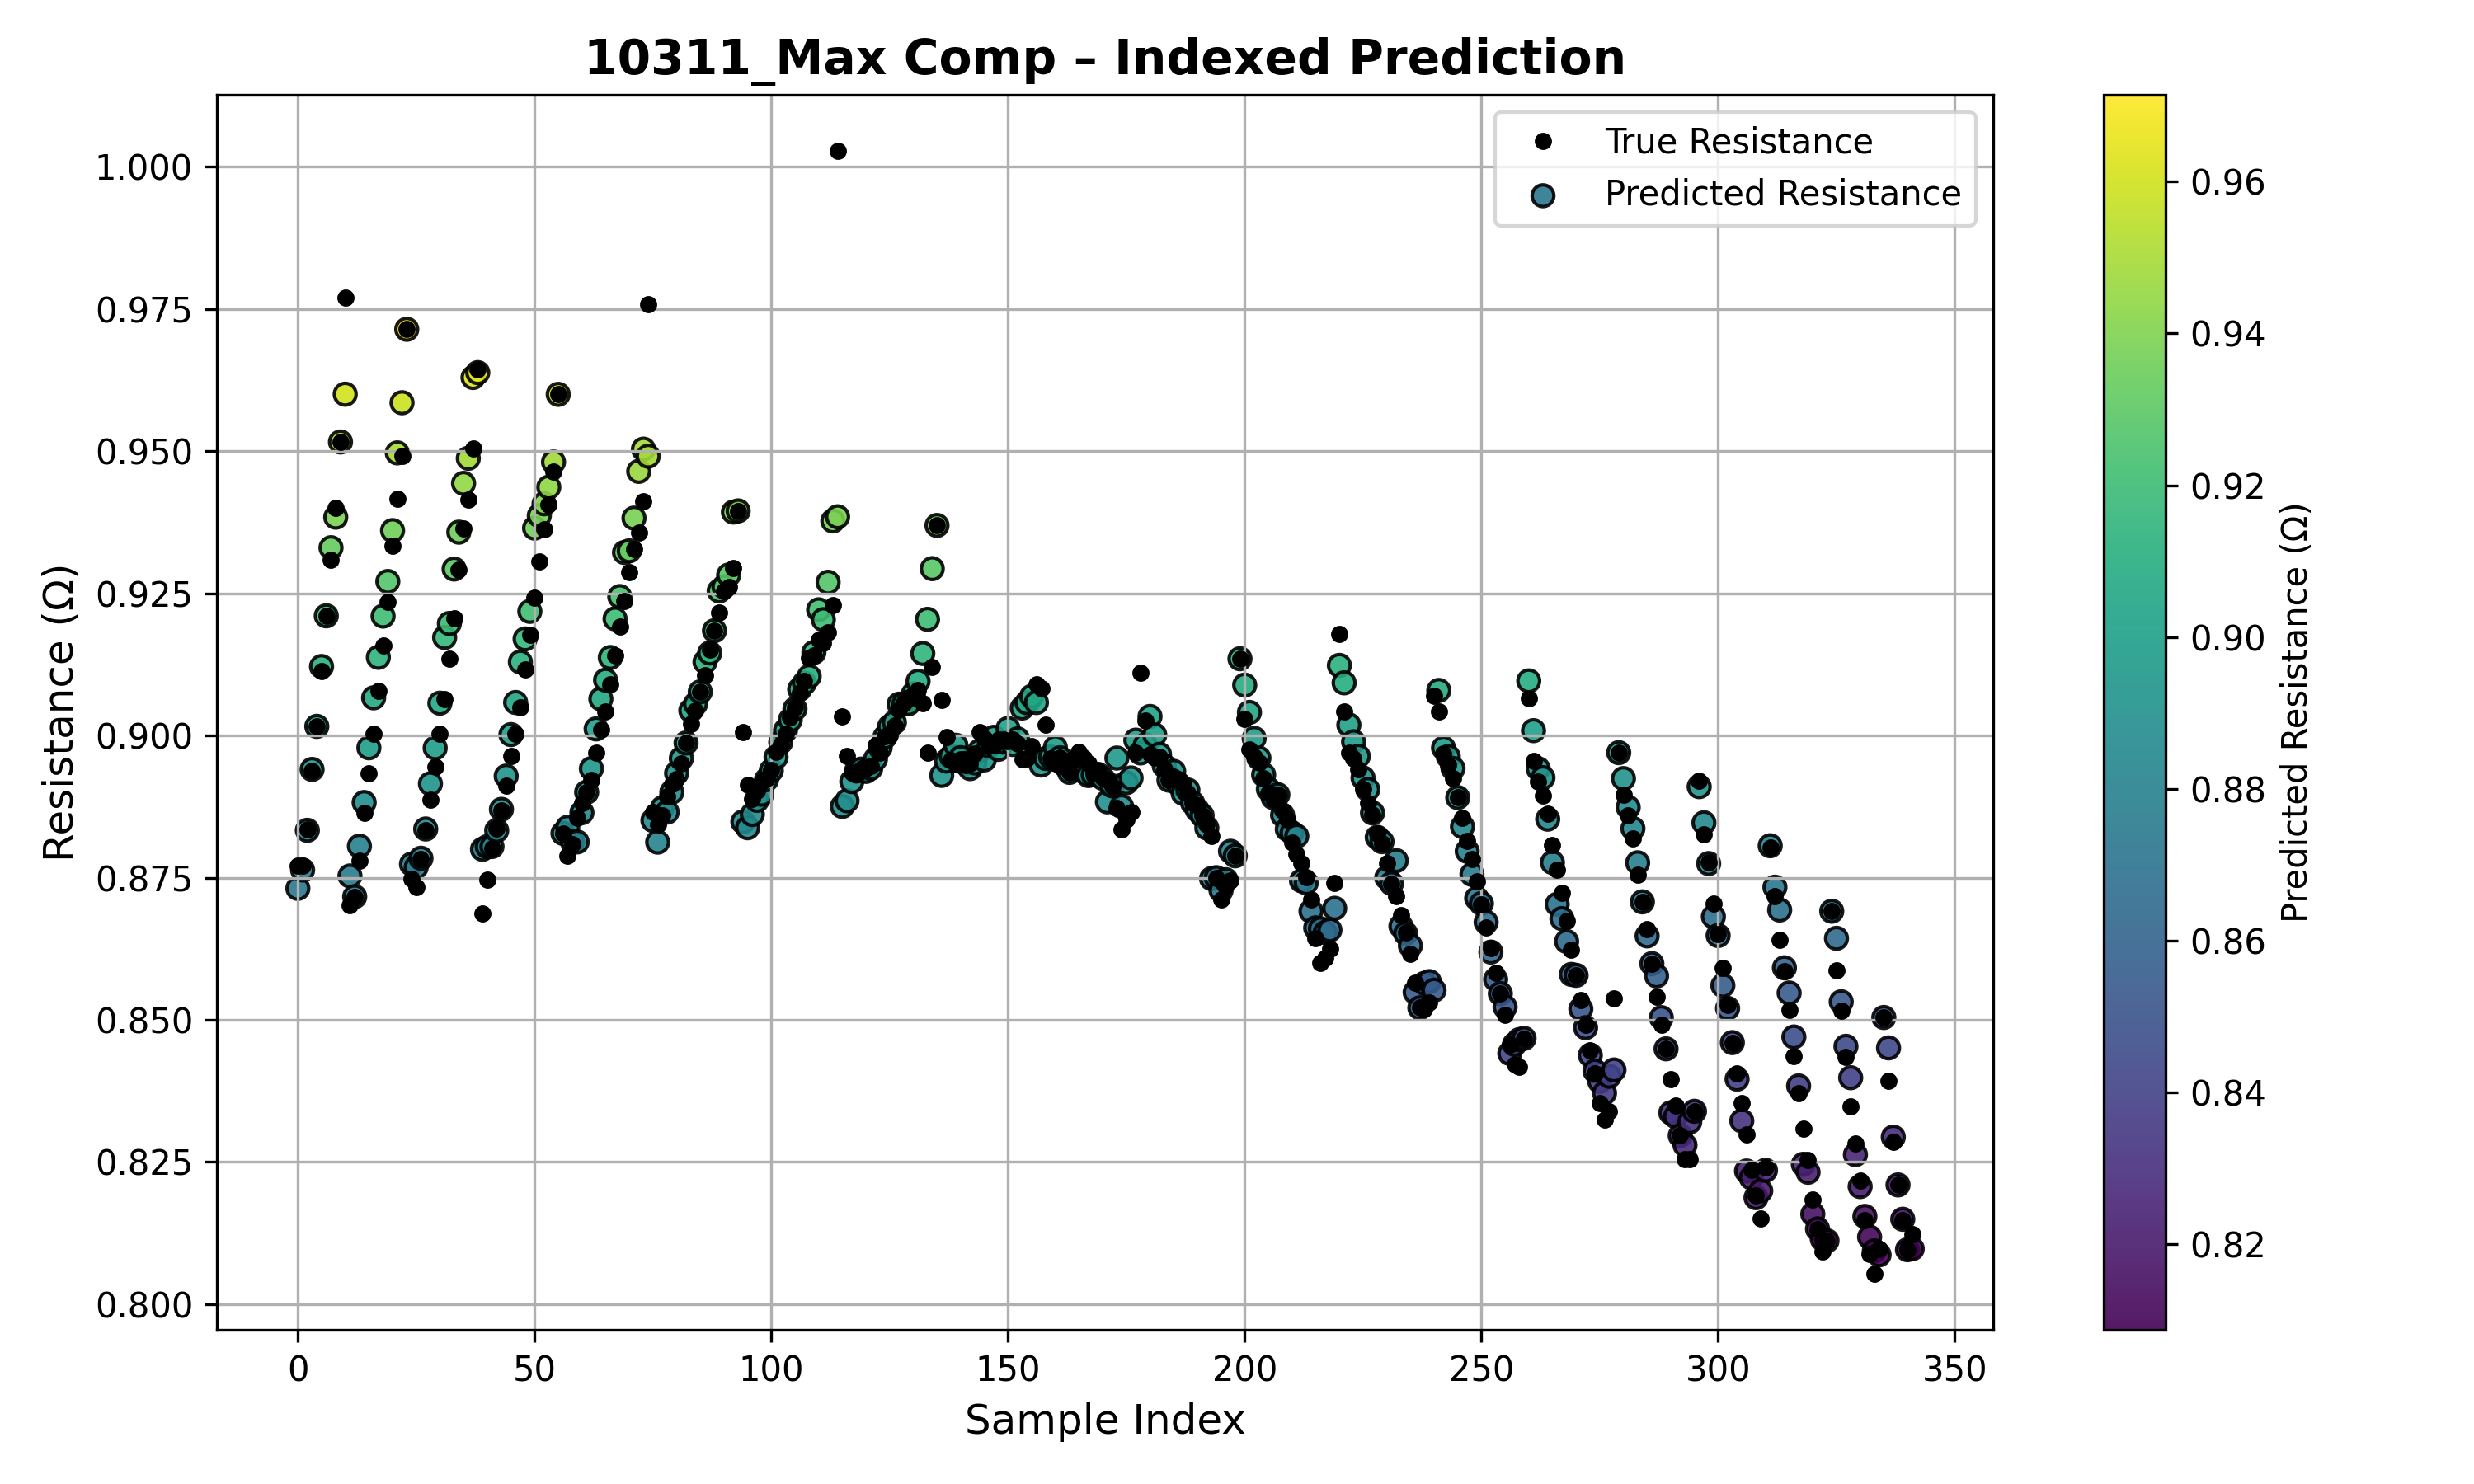 10311_Max Comp – Indexed Prediction
True Resistance
Predicted Resistance
Resistance (Ω)
1.000
0.975
0.950
0.925
0.900
0.875
0.850
0.825
0.800
0 50 100 150 200 250 300 350
Sample Index
0.96
0.94
0.92
0.90
0.88
0.86
0.84
0.82
Predicted Resistance (Ω)